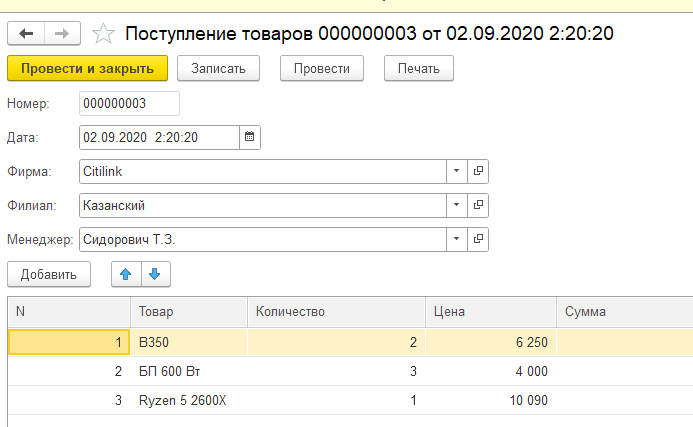 Поступление товаров 000000003 от 02.09.2020 2:20:20
Провести и закрыть Записать Провести Печать
Номер: 000000003
Дата: 02.09.2020 2:20:20
Фирма: Citilink
Филиал: Казанский
Менеджер: Сидорович Т.З.
Добавить
N Товар Количество Цена Сумма
1 B350 2 6 250
2 БП 600 Вт 3 4 000
3 Ryzen 5 2600X 1 10 090